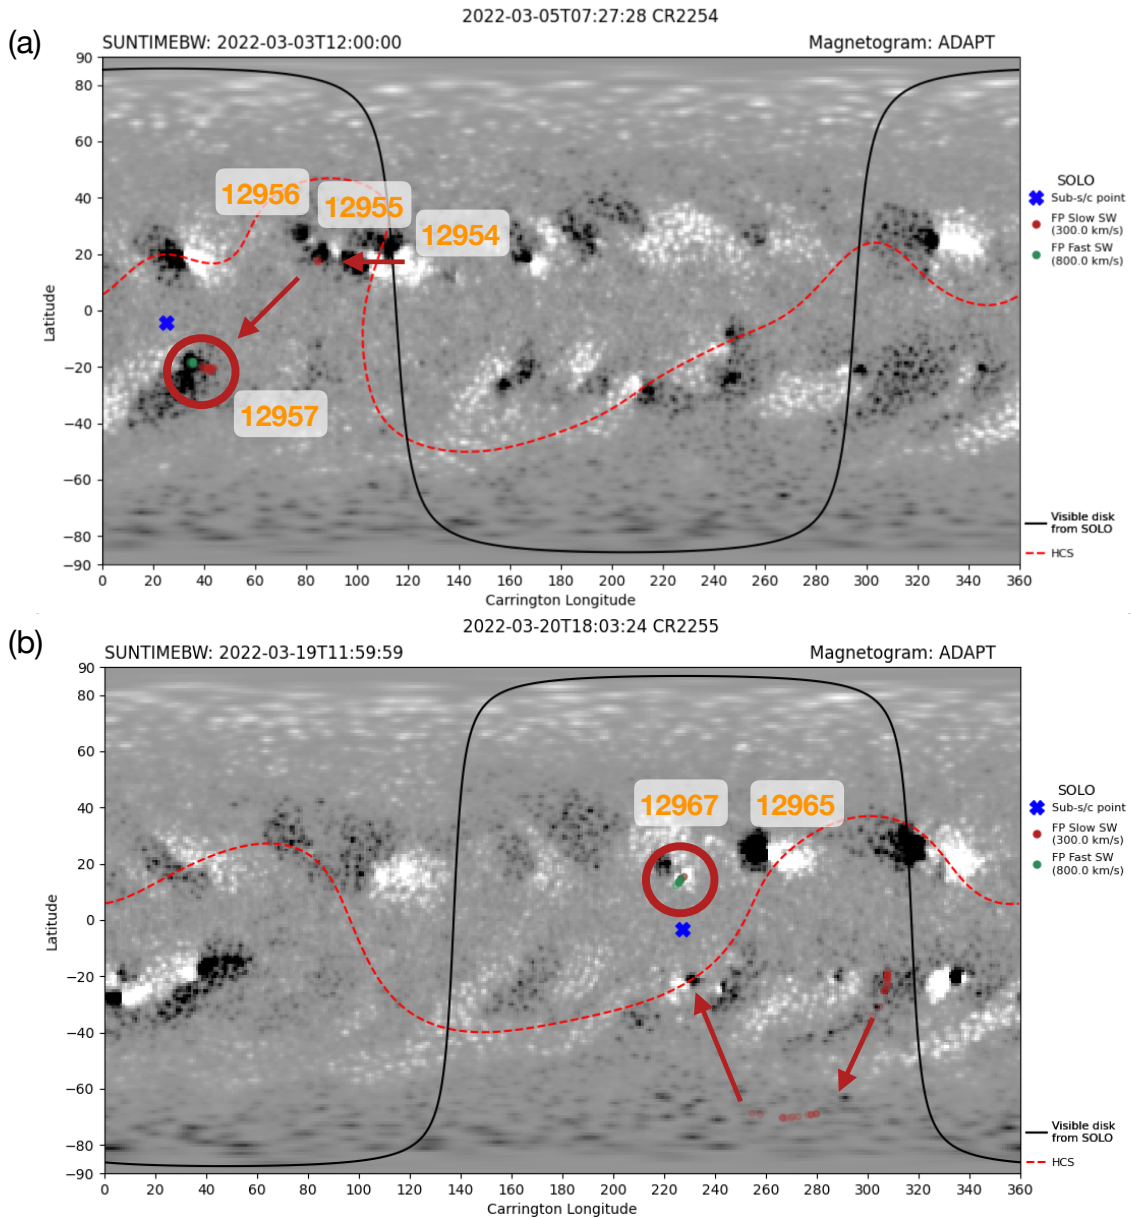 2022-03-05T07:27:28 CR2254
(a)
SUNTIMEBW: 2022-03-03T12:00:00 Magnetogram: ADAPT
90
80
60
40
20
0
−20
−40
−60
−80
−90
Latitude
12956
12955
12954
12957
SOLO
Sub-s/c point
FP Slow SW
(300.0 km/s)
FP Fast SW
(800.0 km/s)
Visible disk
from SOLO
HCS
0 20 40 60 80 100 120 140 160 180 200 220 240 260 280 300 320 340 360
Carrington Longitude
2022-03-20T18:03:24 CR2255
(b)
SUNTIMEBW: 2022-03-19T11:59:59 Magnetogram: ADAPT
90
80
60
40
20
0
−20
−40
−60
−80
−90
Latitude
12967
12965
SOLO
Sub-s/c point
FP Slow SW
(300.0 km/s)
FP Fast SW
(800.0 km/s)
Visible disk
from SOLO
HCS
0 20 40 60 80 100 120 140 160 180 200 220 240 260 280 300 320 340 360
Carrington Longitude